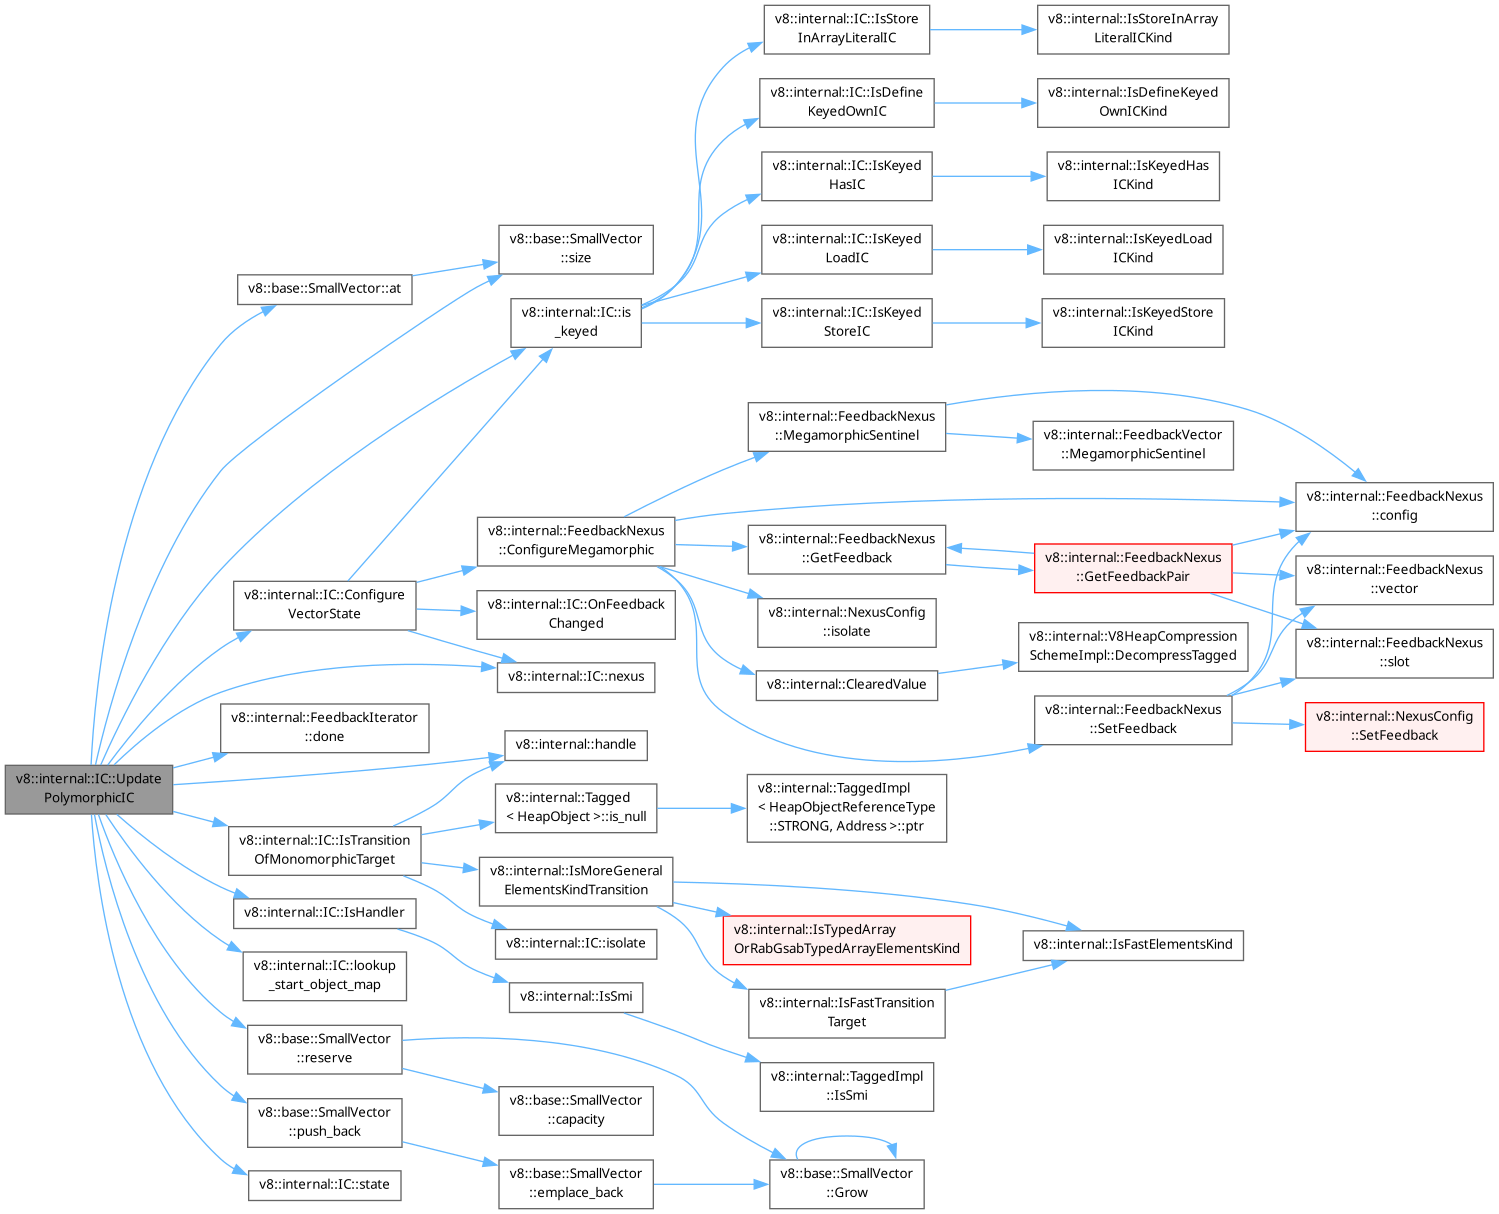 v8::internal::IC::Update
PolymorphicIC
v8::base::SmallVector::at
v8::base::SmallVector
::size
v8::internal::IC::is
_keyed
v8::internal::IC::IsStore
InArrayLiteralIC
v8::internal::IsStoreInArray
LiteralICKind
v8::internal::IC::IsDefine
KeyedOwnIC
v8::internal::IsDefineKeyed
OwnICKind
v8::internal::IC::IsKeyed
HasIC
v8::internal::IsKeyedHas
ICKind
v8::internal::IC::IsKeyed
LoadIC
v8::internal::IsKeyedLoad
ICKind
v8::internal::IC::IsKeyed
StoreIC
v8::internal::IsKeyedStore
ICKind
v8::internal::IC::Configure
VectorState
v8::internal::FeedbackNexus
::ConfigureMegamorphic
v8::internal::FeedbackNexus
::MegamorphicSentinel
v8::internal::FeedbackVector
::MegamorphicSentinel
v8::internal::FeedbackNexus
::config
v8::internal::FeedbackNexus
::GetFeedback
v8::internal::FeedbackNexus
::GetFeedbackPair
v8::internal::FeedbackNexus
::vector
v8::internal::FeedbackNexus
::slot
v8::internal::NexusConfig
::isolate
v8::internal::ClearedValue
v8::internal::V8HeapCompression
SchemeImpl::DecompressTagged
v8::internal::FeedbackNexus
::SetFeedback
v8::internal::NexusConfig
::SetFeedback
v8::internal::IC::OnFeedback
Changed
v8::internal::IC::nexus
v8::internal::FeedbackIterator
::done
v8::internal::handle
v8::internal::IC::IsTransition
OfMonomorphicTarget
v8::internal::Tagged
< HeapObject >::is_null
v8::internal::TaggedImpl
< HeapObjectReferenceType
::STRONG, Address >::ptr
v8::internal::IsMoreGeneral
ElementsKindTransition
v8::internal::IsTypedArray
OrRabGsabTypedArrayElementsKind
v8::internal::IsFastElementsKind
v8::internal::IsFastTransition
Target
v8::internal::IC::isolate
v8::internal::IC::IsHandler
v8::internal::IsSmi
v8::internal::TaggedImpl
::IsSmi
v8::internal::IC::lookup
_start_object_map
v8::base::SmallVector
::reserve
v8::base::SmallVector
::capacity
v8::base::SmallVector
::push_back
v8::base::SmallVector
::emplace_back
v8::base::SmallVector
::Grow
v8::internal::IC::state